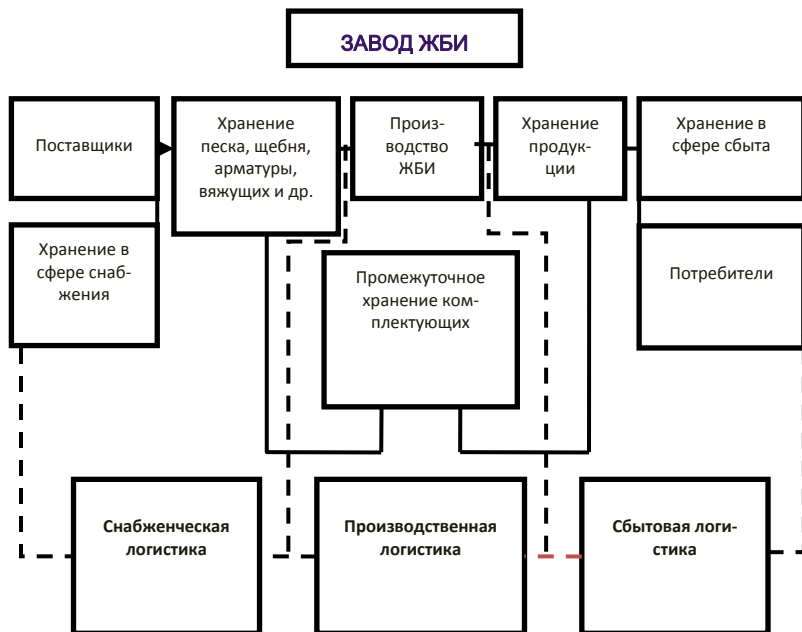 ЗАВОД ЖБИ
Поставщики
Хранение
песка, щебня,
арматуры,
вяжущих и др.
Произ-
водство
ЖБИ
Хранение
продук-
ции
Хранение в
сфере сбыта
Хранение в
сфере снаб-
жения
Промежуточное
хранение ком-
плектующих
Потребители
Снабженческая
логистика
Производственная
логистика
Сбытовая логи-
стика